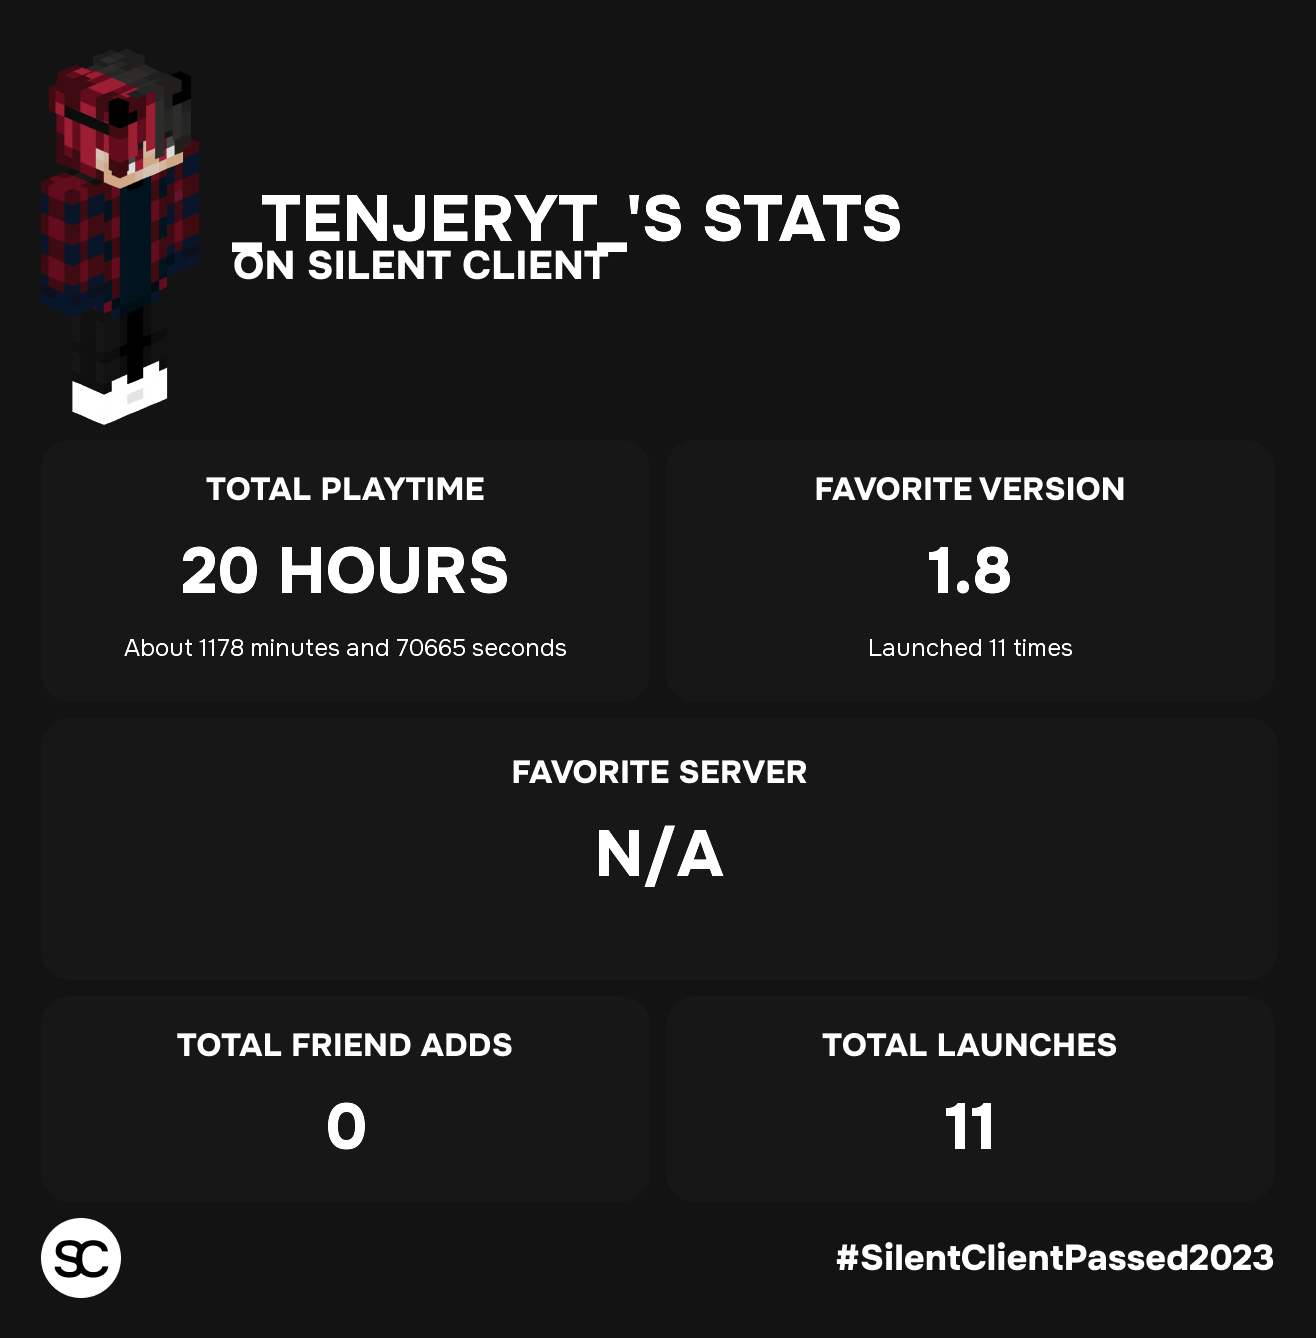 _TENJERYT_'S STATS
ON SILENT CLIENT
TOTAL PLAYTIME
20 HOURS
About 1178 minutes and 70665 seconds
FAVORITE VERSION
1.8
Launched 11 times
FAVORITE SERVER
N/A
TOTAL FRIEND ADDS
0
TOTAL LAUNCHES
11
SC
#SilentClientPassed2023